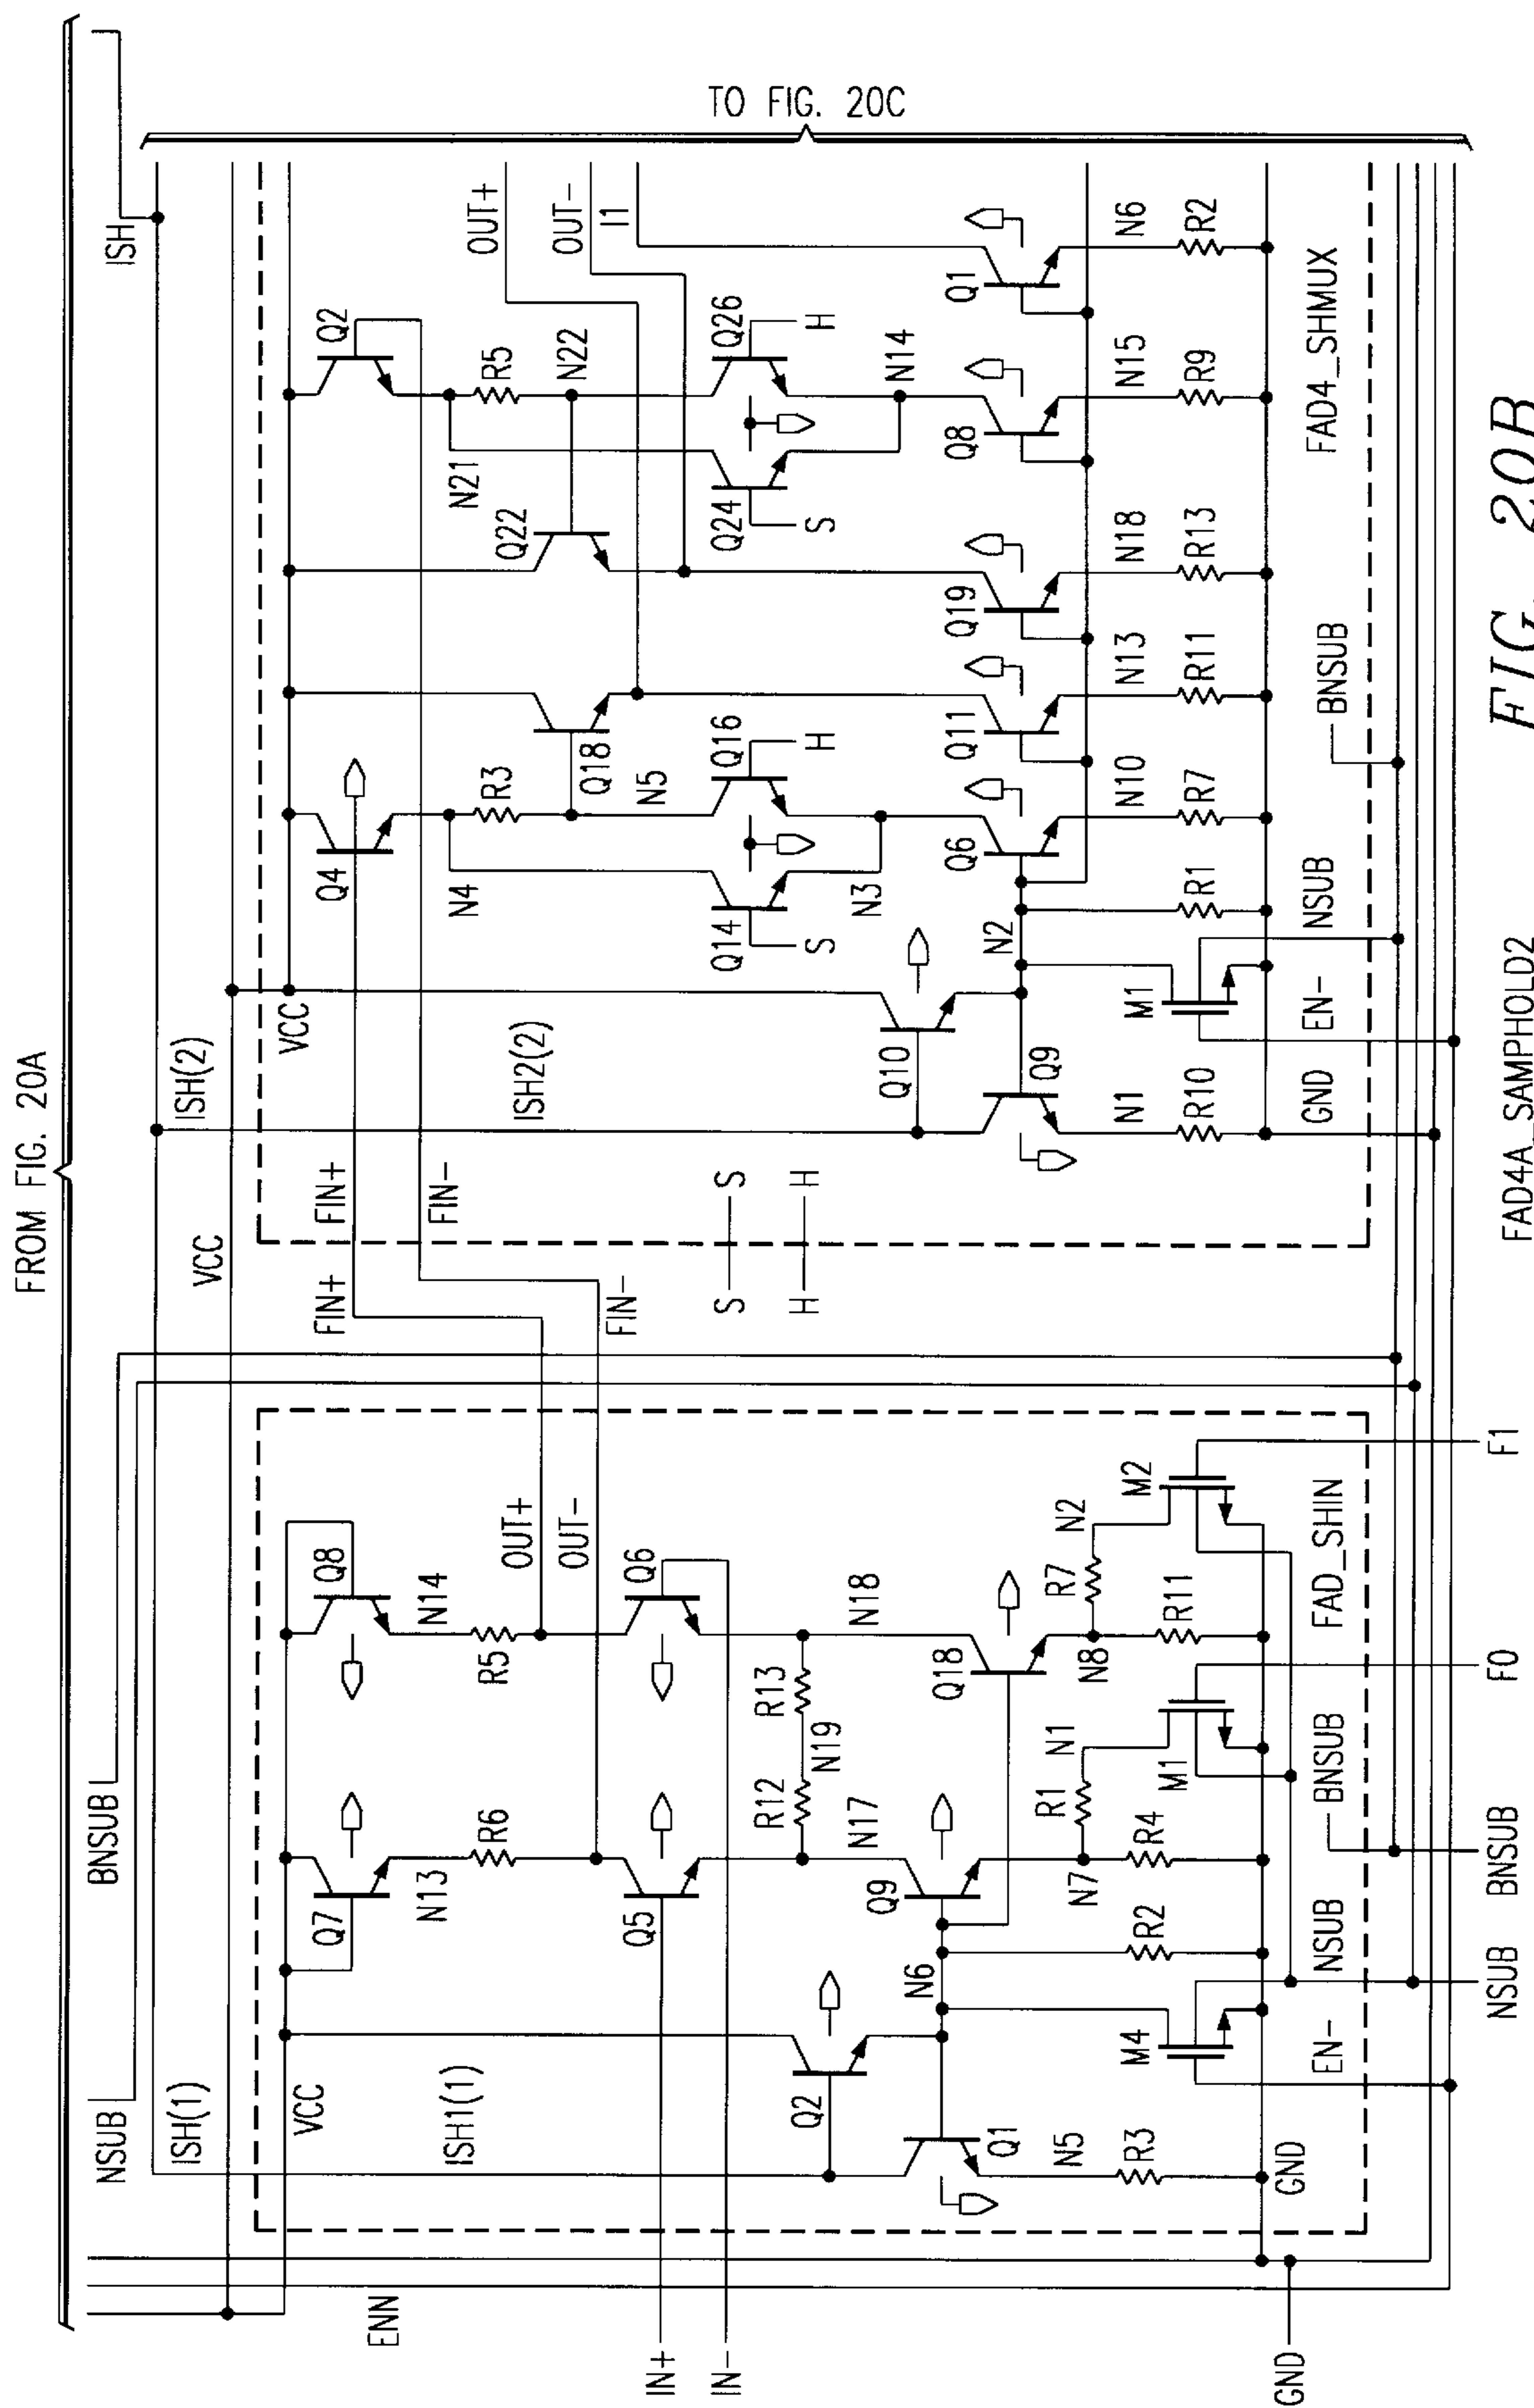 FROM FIG. 20A
TO FIG. 20C
NSUB
BNSUB
ISH
ISH(1)
VCC
ISH(2)
VCC
ISH1(1)
ENN
IN+
IN-
GND
Q7
N13
R6
Q8
N14
R5
OUT+
OUT-
Q5
Q6
R12
N19
R13
N17
N18
Q2
Q1
N5
R3
GND
N6
Q9
Q18
M4
EN-
R2
NSUB
N7
R4
R1
N1
M1
BNSUB
N8
R11
R7
N2
M2
FAD_SHIN
NSUB
BNSUB
F0
F1
FIN+
FIN-
FIN+
FIN-
S
S
H
H
VCC
ISH2(2)
Q4
N4
R3
N5
Q18
Q22
Q2
N21
R5
N22
OUT+
OUT-
I1
Q14
S
Q16
H
N3
Q24
S
Q26
H
N14
Q10
Q9
N1
R10
GND
N2
M1
EN-
R1
NSUB
Q6
N10
R7
Q11
N13
R11
BNSUB
Q19
N18
R13
Q8
N15
R9
Q1
N6
R2
FAD4_SHMUX
FAD4A_SAMPHOLD2
FIG. 20B